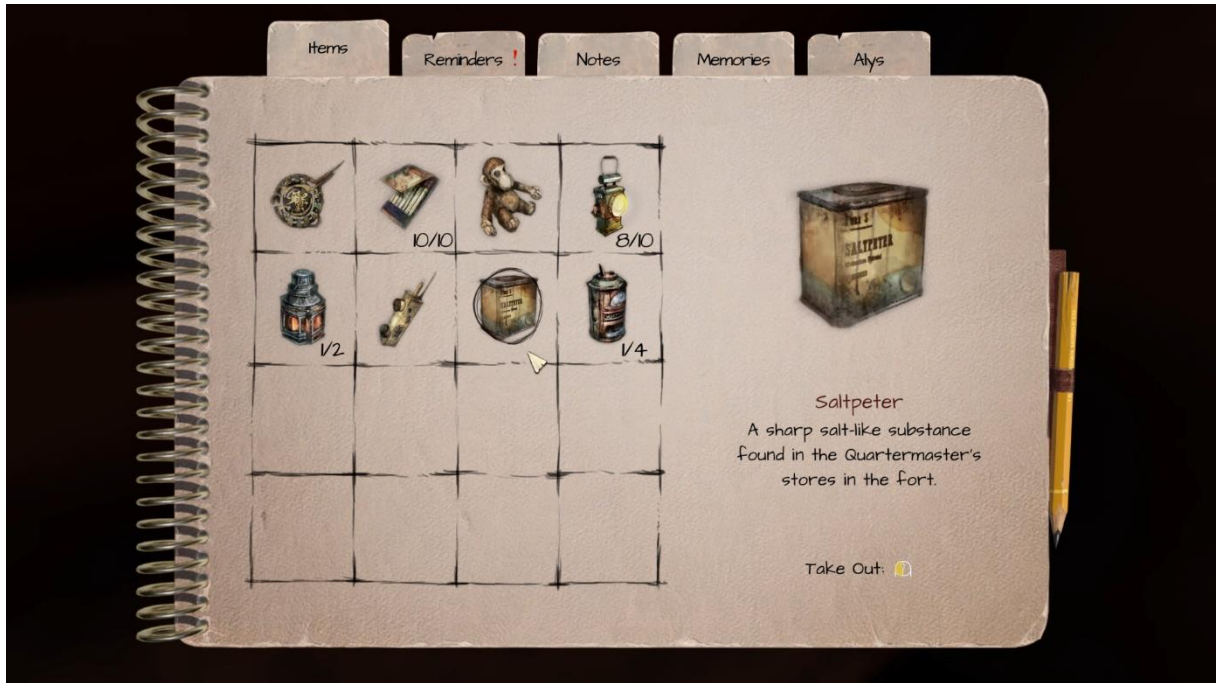 Items
Reminders !
Notes
Memories
Alys
10/10
8/10
1/2
1/4
SALTPETER
Saltpeter
A sharp salt-like substance
found in the Quartermaster's
stores in the fort.
Take Out: